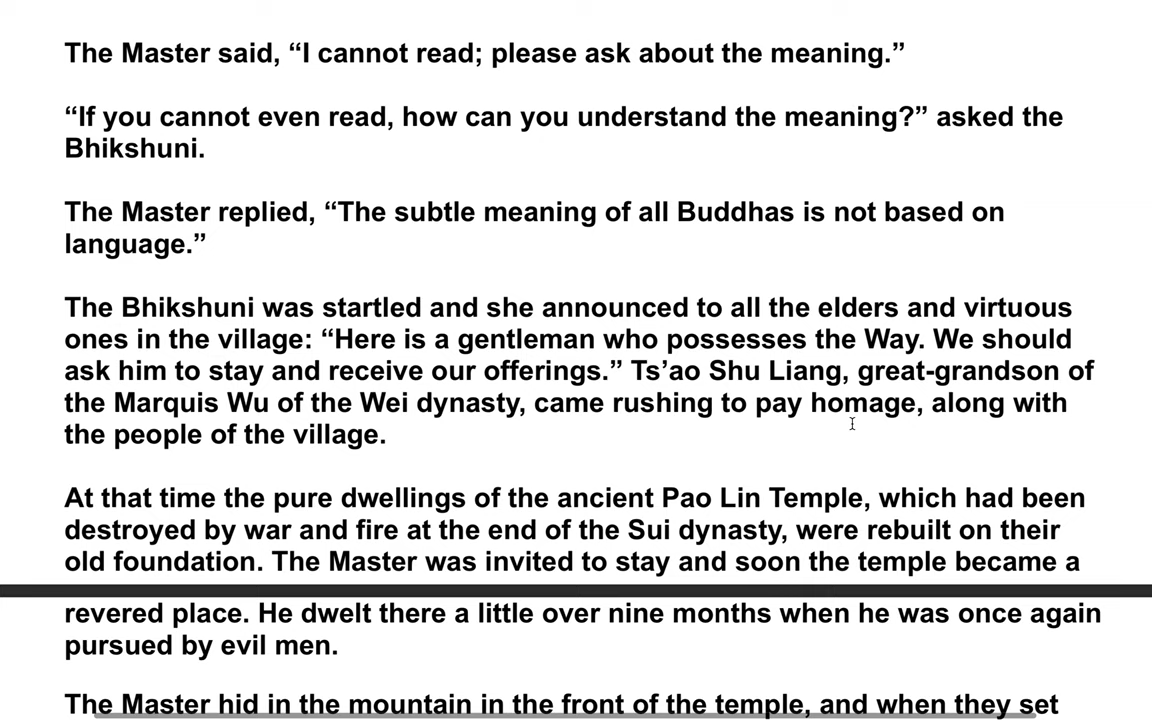 The Master said, “I cannot read; please ask about the meaning.”
“If you cannot even read, how can you understand the meaning?” asked the
Bhikshuni.
The Master replied, “The subtle meaning of all Buddhas is not based on
language.”
The Bhikshuni was startled and she announced to all the elders and virtuous
ones in the village: “Here is a gentleman who possesses the Way. We should
ask him to stay and receive our offerings.” Ts’ao Shu Liang, great-grandson of
the Marquis Wu of the Wei dynasty, came rushing to pay homage, along with
the people of the village.
At that time the pure dwellings of the ancient Pao Lin Temple, which had been
destroyed by war and fire at the end of the Sui dynasty, were rebuilt on their
old foundation. The Master was invited to stay and soon the temple became a
revered place. He dwelt there a little over nine months when he was once again
pursued by evil men.
The Master hid in the mountain in the front of the temple, and when they set